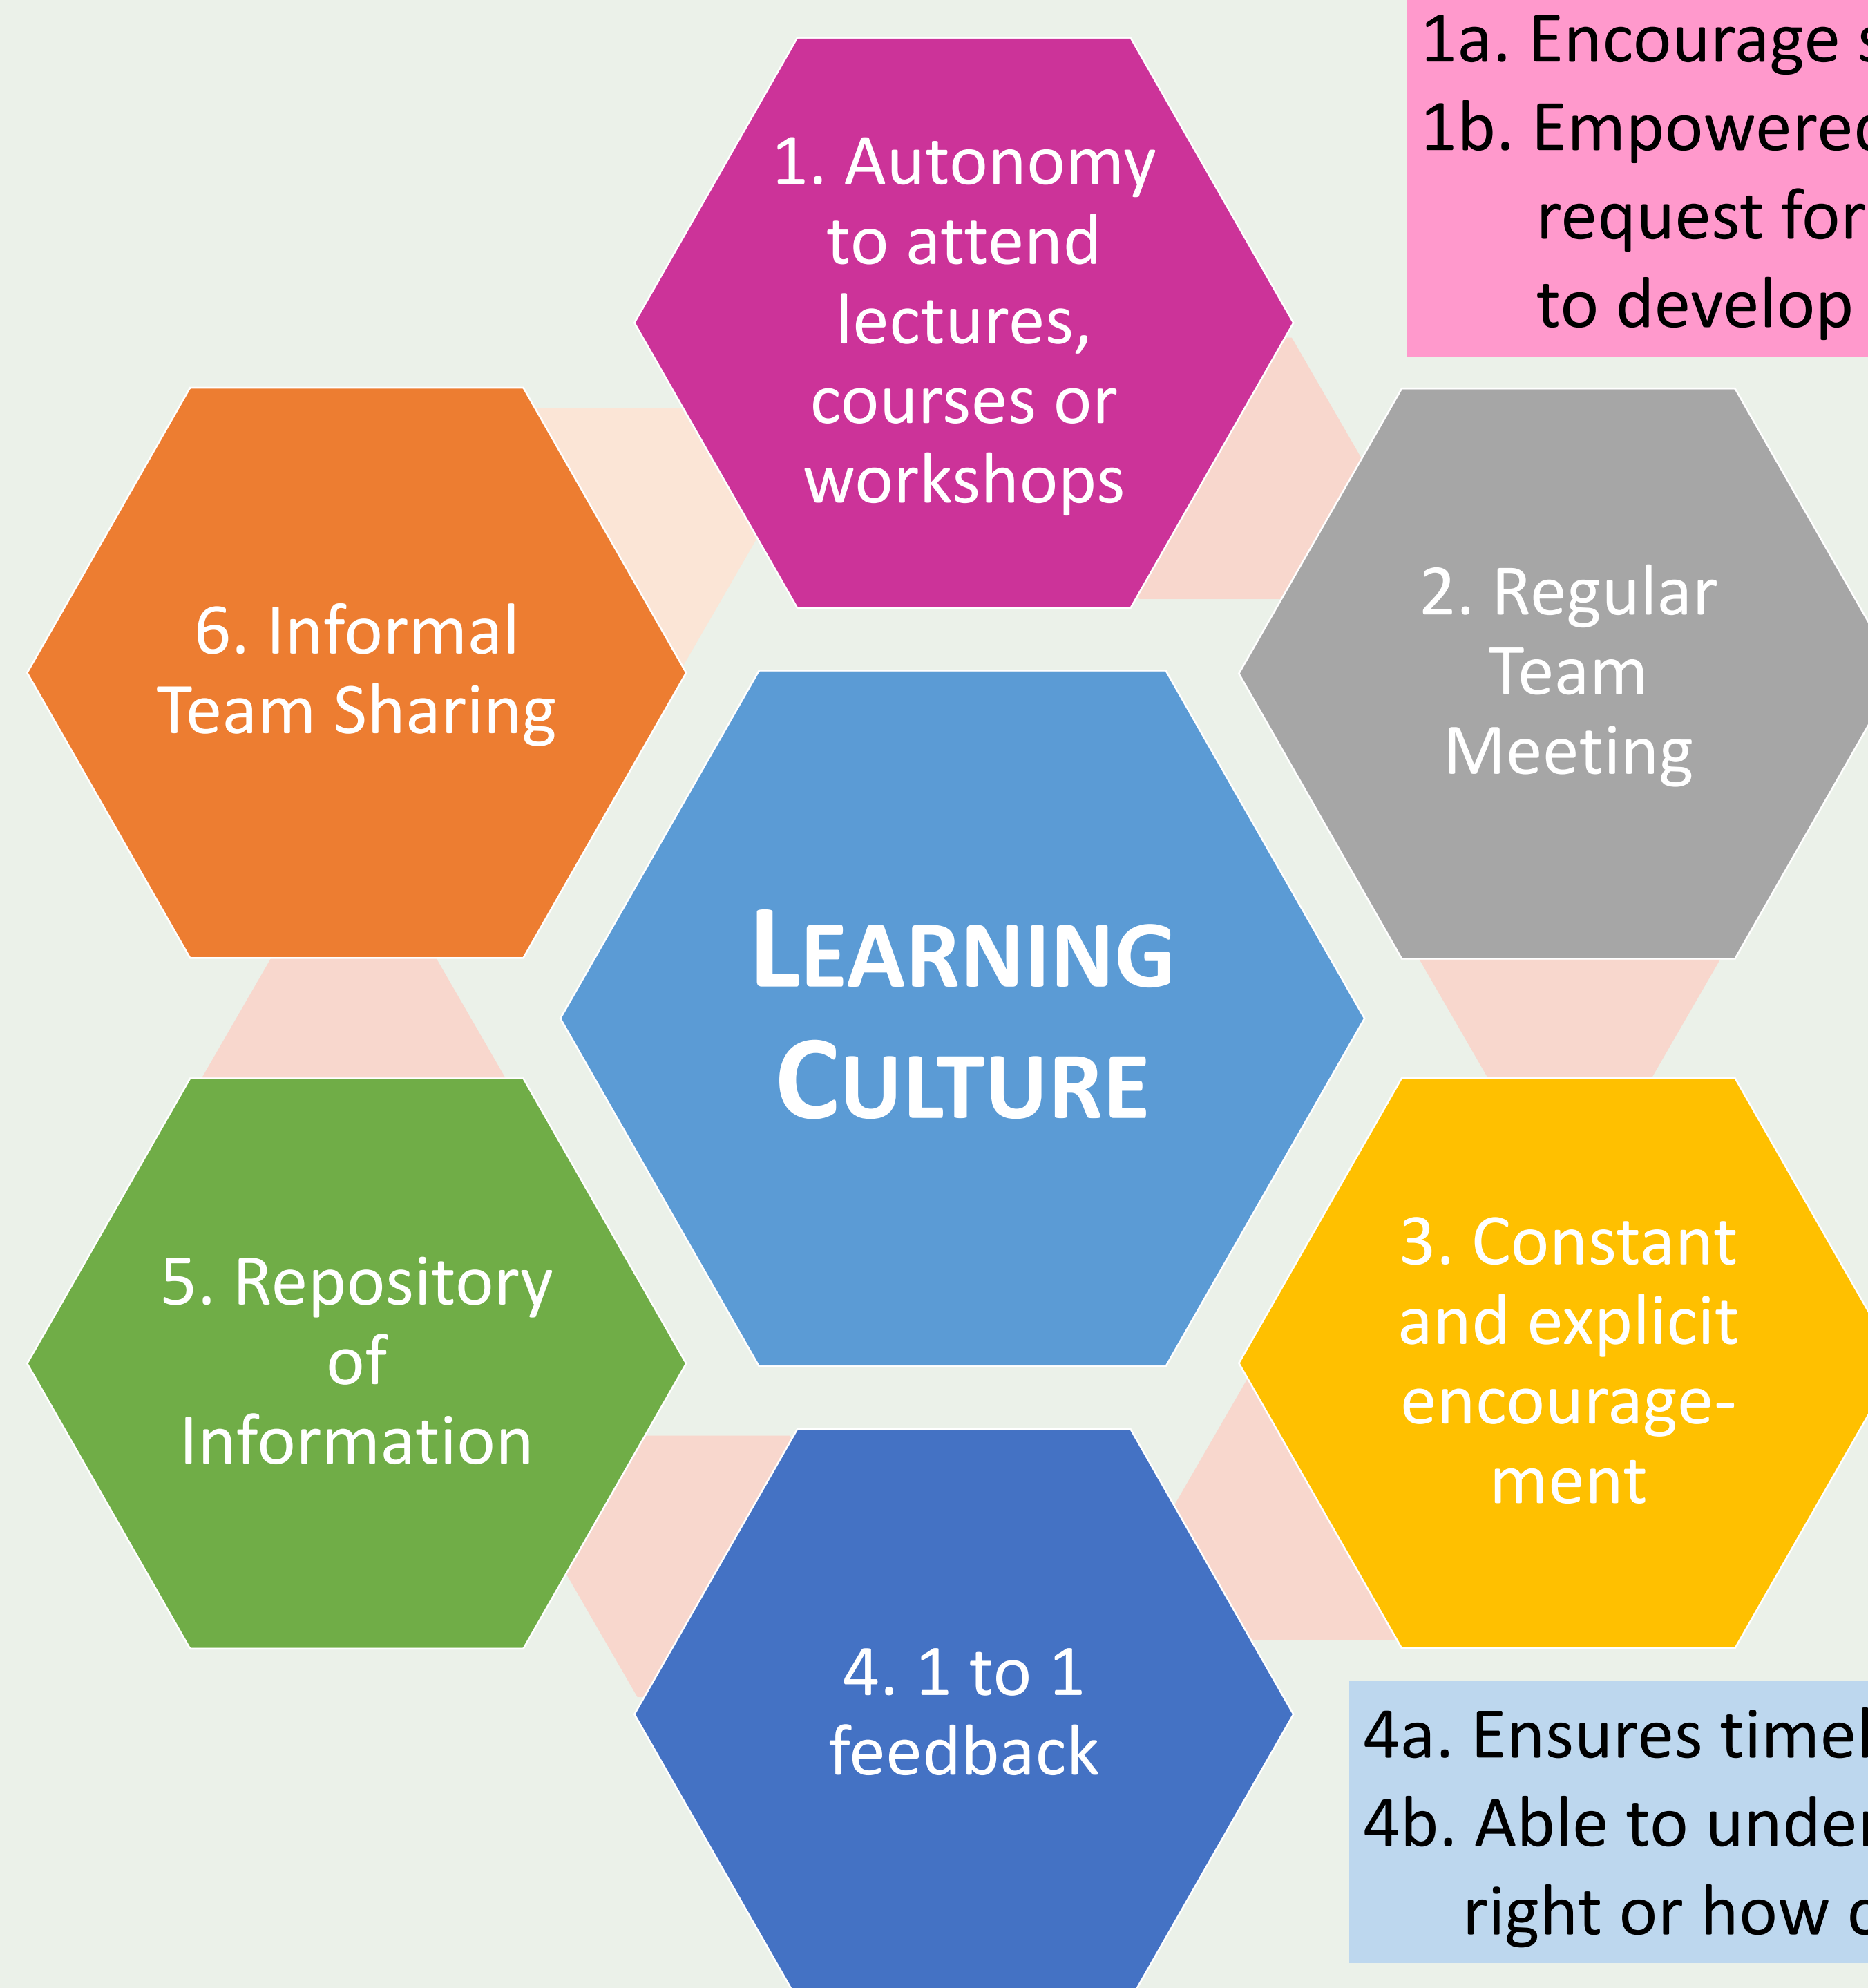 1a. Encourage
1b. Empowered
request for
to develop
1. Autonomy
to attend
lectures,
courses or
workshops
2. Regular
Team
Meeting
6. Informal
Team Sharing
LEARNING
CULTURE
3. Constant
and explicit
encourage-
ment
5. Repository
of
Information
4. 1 to 1
feedback
4a. Ensures
4b. Able to
right or how